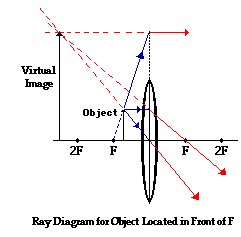 Virtual
Image
Object
2F F F 2F
Ray Diagram for Object Located in Front of F